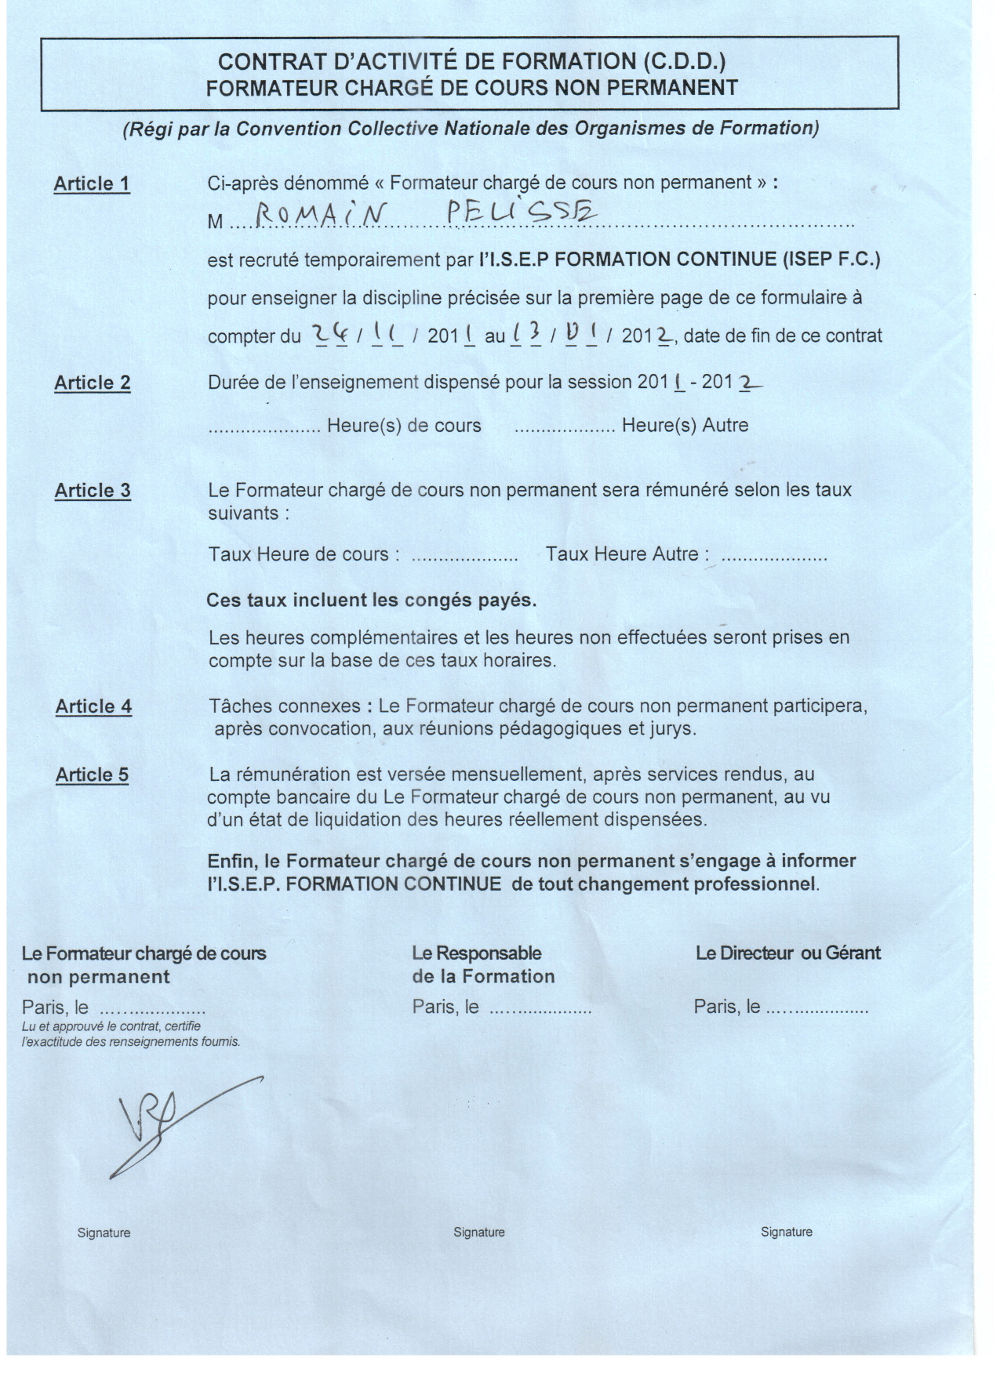 CONTRAT D'ACTIVITÉ DE FORMATION (C.D.D.)
FORMATEUR CHARGÉ DE COURS NON PERMANENT
(Régi par la Convention Collective Nationale des Organismes de Formation)
Article 1 Ci-après dénommé « Formateur chargé de cours non permanent » :
M ROMAIN PELISSE
est recruté temporairement par l'I.S.E.P FORMATION CONTINUE (ISEP F.C.)
pour enseigner la discipline précisée sur la première page de ce formulaire à
compter du 24 / 11 / 2011 au 13 / 01 / 2012, date de fin de ce contrat
Article 2 Durée de l'enseignement dispensé pour la session 2011 - 2012
..................... Heure(s) de cours ................... Heure(s) Autre
Article 3 Le Formateur chargé de cours non permanent sera rémunéré selon les taux
suivants :
Taux Heure de cours : .................... Taux Heure Autre : ....................
Ces taux incluent les congés payés.
Les heures complémentaires et les heures non effectuées seront prises en
compte sur la base de ces taux horaires.
Article 4 Tâches connexes : Le Formateur chargé de cours non permanent participera,
après convocation, aux réunions pédagogiques et jurys.
Article 5 La rémunération est versée mensuellement, après services rendus, au
compte bancaire du Le Formateur chargé de cours non permanent, au vu
d'un état de liquidation des heures réellement dispensées.
Enfin, le Formateur chargé de cours non permanent s'engage à informer
l'I.S.E.P. FORMATION CONTINUE de tout changement professionnel.
Le Formateur chargé de cours Le Responsable Le Directeur ou Gérant
non permanent de la Formation
Paris, le .................... Paris, le .................... Paris, le ....................
Lu et approuvé le contrat, certifie
l'exactitude des renseignements fournis.
Signature Signature Signature